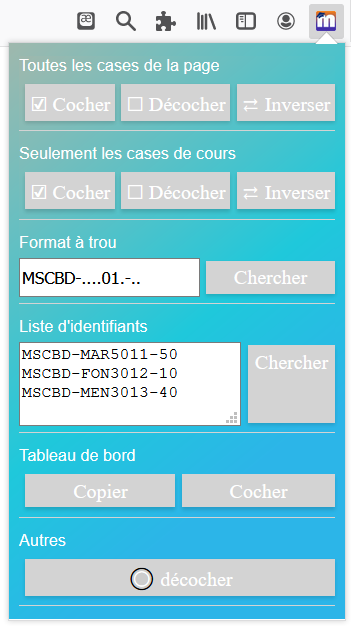 Toutes les cases de la page
☑ Cocher ☐ Décocher ⇄ Inverser
Seulement les cases de cours
☑ Cocher ☐ Décocher ⇄ Inverser
Format à trou
MSCBD-....01.-.. Chercher
Liste d'identifiants
MSCBD-MAR5011-50 Chercher
MSCBD-FON3012-10
MSCBD-MEN3013-40
Tableau de bord
Copier Cocher
Autres
◯ décocher